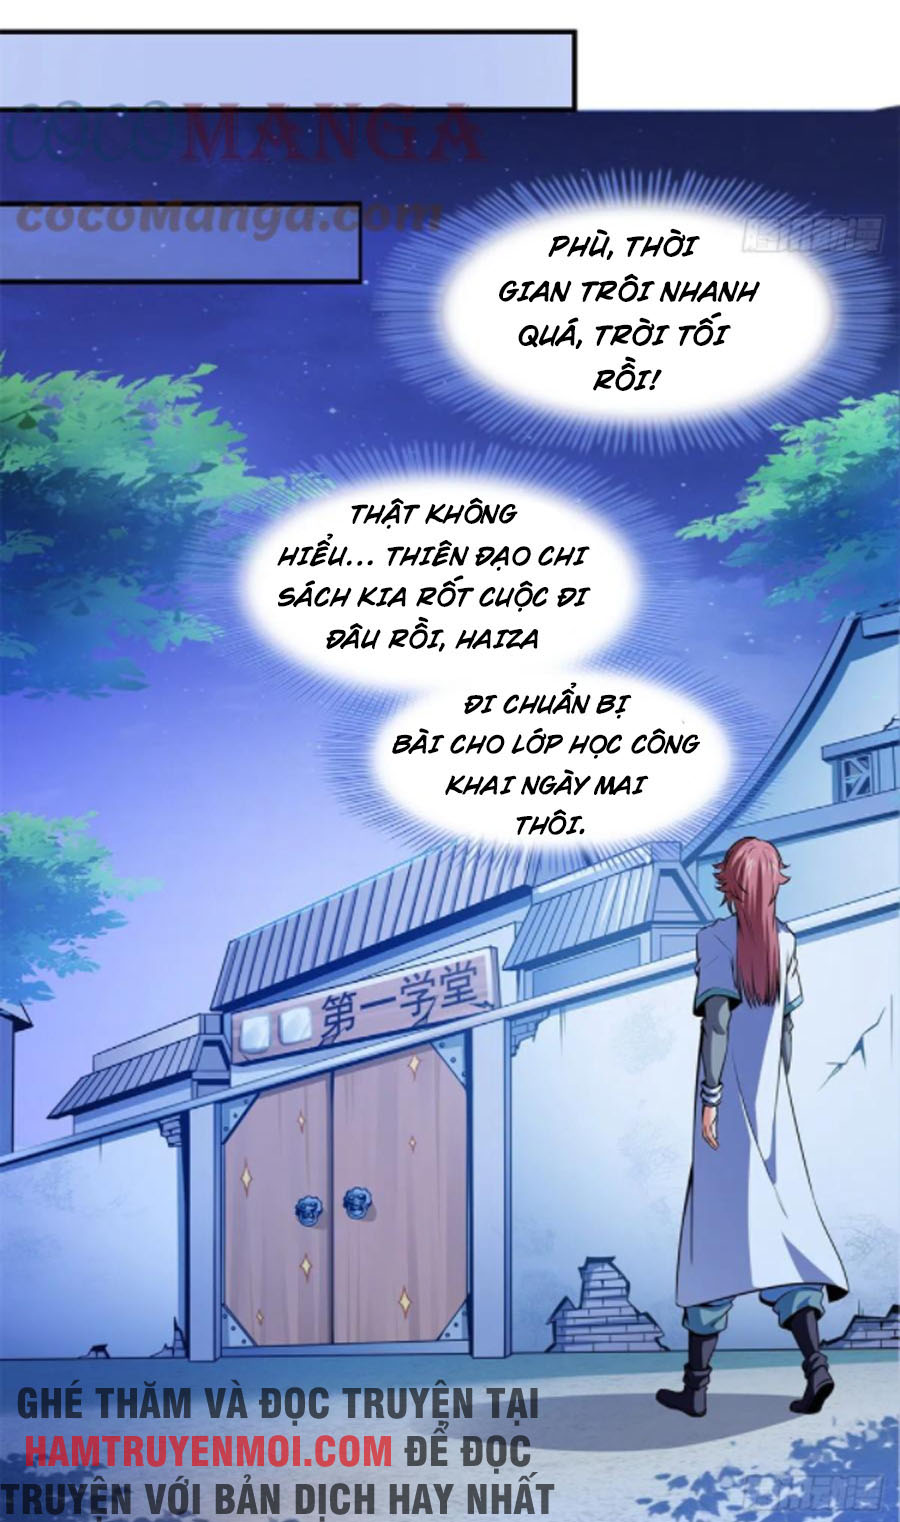 COCOMANGA
cocoManga.com
PHÙ, THỜI
GIAN TRÔI NHANH
QUÁ, TRỜI TỐI
RỒI!
THẬT KHÔNG
HIỂU... THIÊN ĐẠO CHI
SÁCH KIA RỐT CUỘC ĐI
ĐÂU RỒI, HAIZA
ĐI CHUẨN BỊ
BÀI CHO LỚP HỌC CÔNG
KHAI NGÀY MAI
THÔI.
第一学堂
GHÉ THĂM VÀ ĐỌC TRUYỆN TẠI
HAMTRUYENMOI.COM ĐỂ ĐỌC
TRUYỆN VỚI BẢN DỊCH HAY NHẤT